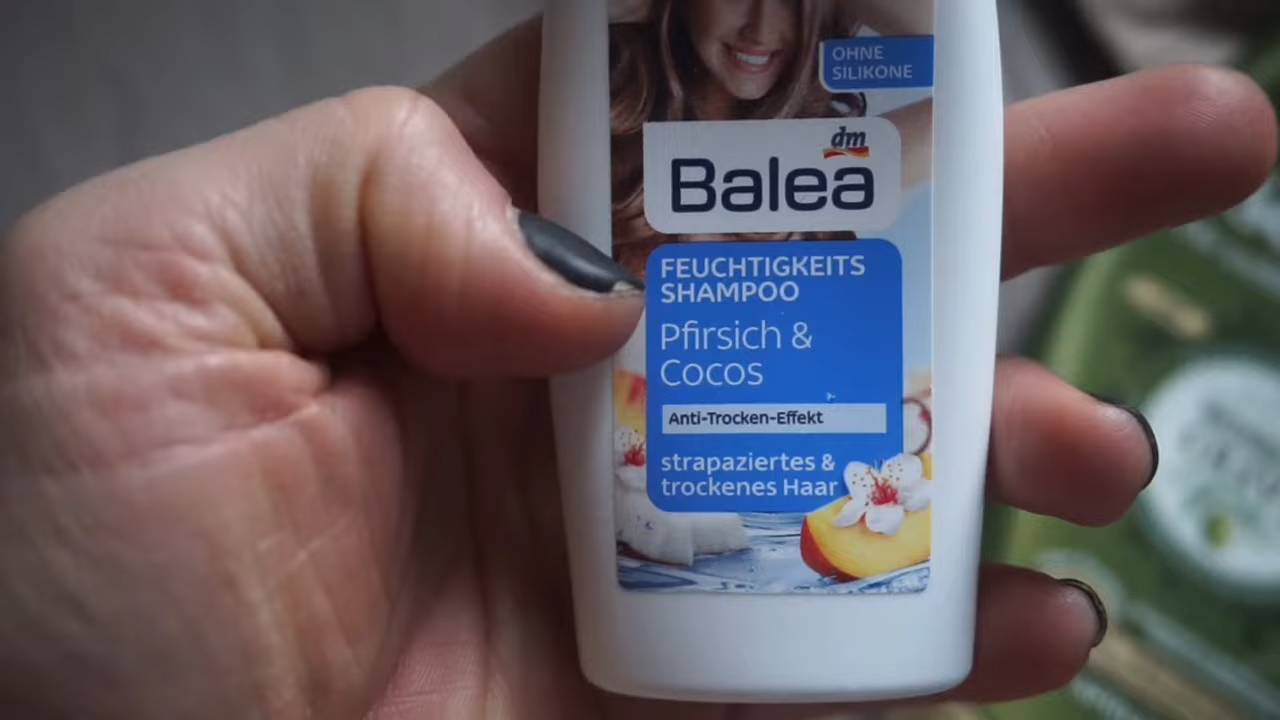 OHNE
SILIKONE
dm
Balea
FEUCHTIGKEITS
SHAMPOO
Pfirsich &
Cocos
Anti-Trocken-Effekt
strapaziertes &
trockenes Haar